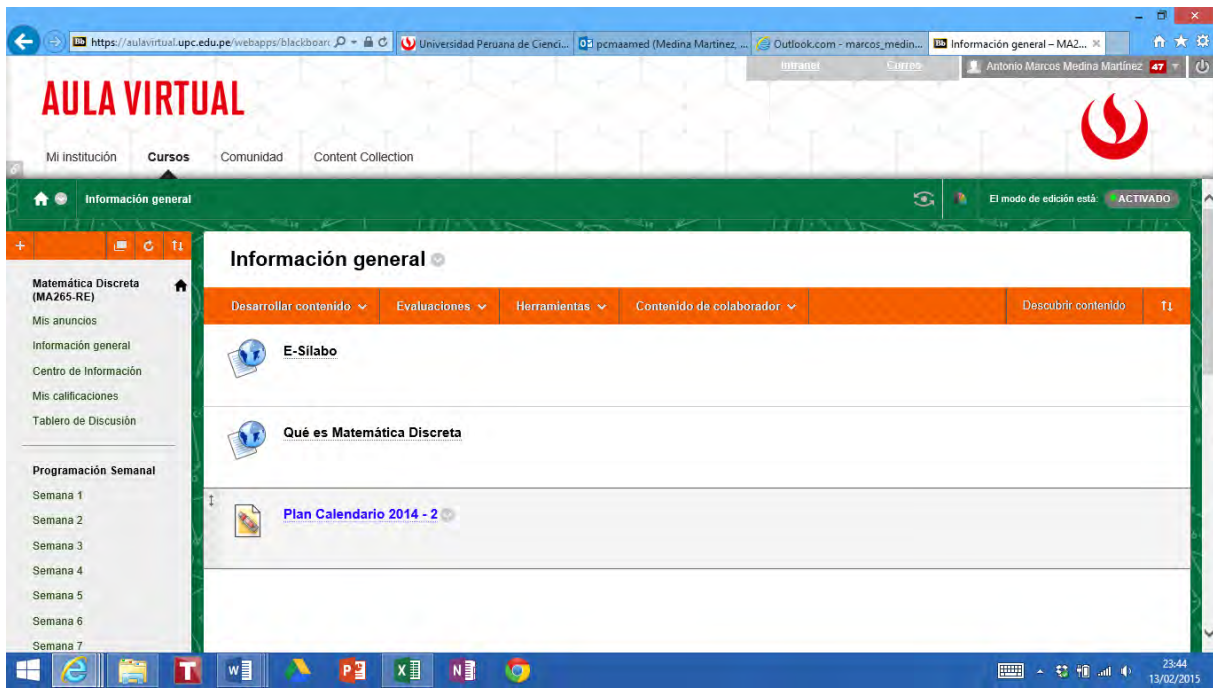 https://aulavirtual.upc.edu.pe/webapps/blackboar
Universidad Peruana de Cienci...
pcmaamed (Medina Martinez, ...
Outlook.com - marcos_medin...
Información general – MA2...
Intranet
Correo
Antonio Marcos Medina Martínez 47
AULA VIRTUAL
Mi institución
Cursos
Comunidad
Content Collection
Información general
El modo de edición está: ACTIVADO
Matemática Discreta
(MA265-RE)
Mis anuncios
Información general
Centro de Información
Mis calificaciones
Tablero de Discusión
Programación Semanal
Semana 1
Semana 2
Semana 3
Semana 4
Semana 5
Semana 6
Semana 7
Información general
Desarrollar contenido
Evaluaciones
Herramientas
Contenido de colaborador
Descubrir contenido
E-Sílabo
Qué es Matemática Discreta
Plan Calendario 2014 - 2
23:44
13/02/2015